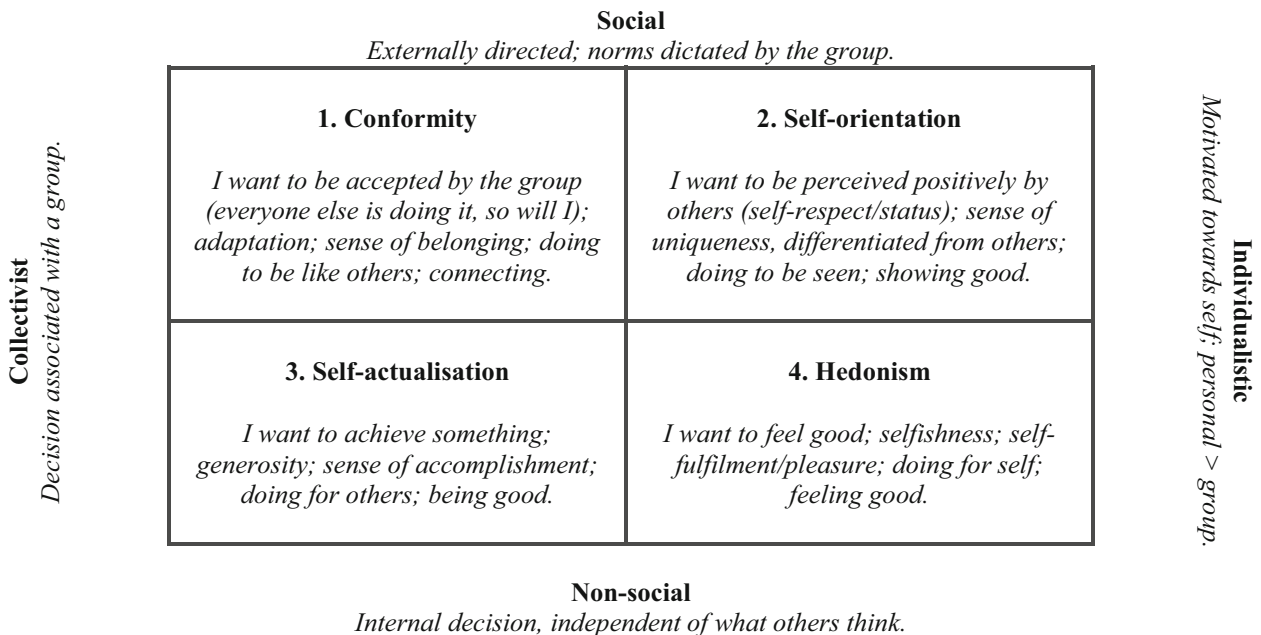 Social
Externally directed; norms dictated by the group.
Collectivist
Decision associated with a group.
1. Conformity
I want to be accepted by the group
(everyone else is doing it, so will I);
adaptation; sense of belonging; doing
to be like others; connecting.
2. Self-orientation
I want to be perceived positively by
others (self-respect/status); sense of
uniqueness, differentiated from others;
doing to be seen; showing good.
Individualistic
Motivated towards self; personal > group.
3. Self-actualisation
I want to achieve something;
generosity; sense of accomplishment;
doing for others; being good.
4. Hedonism
I want to feel good; selfishness; self-
fulfilment/pleasure; doing for self;
feeling good.
Non-social
Internal decision, independent of what others think.